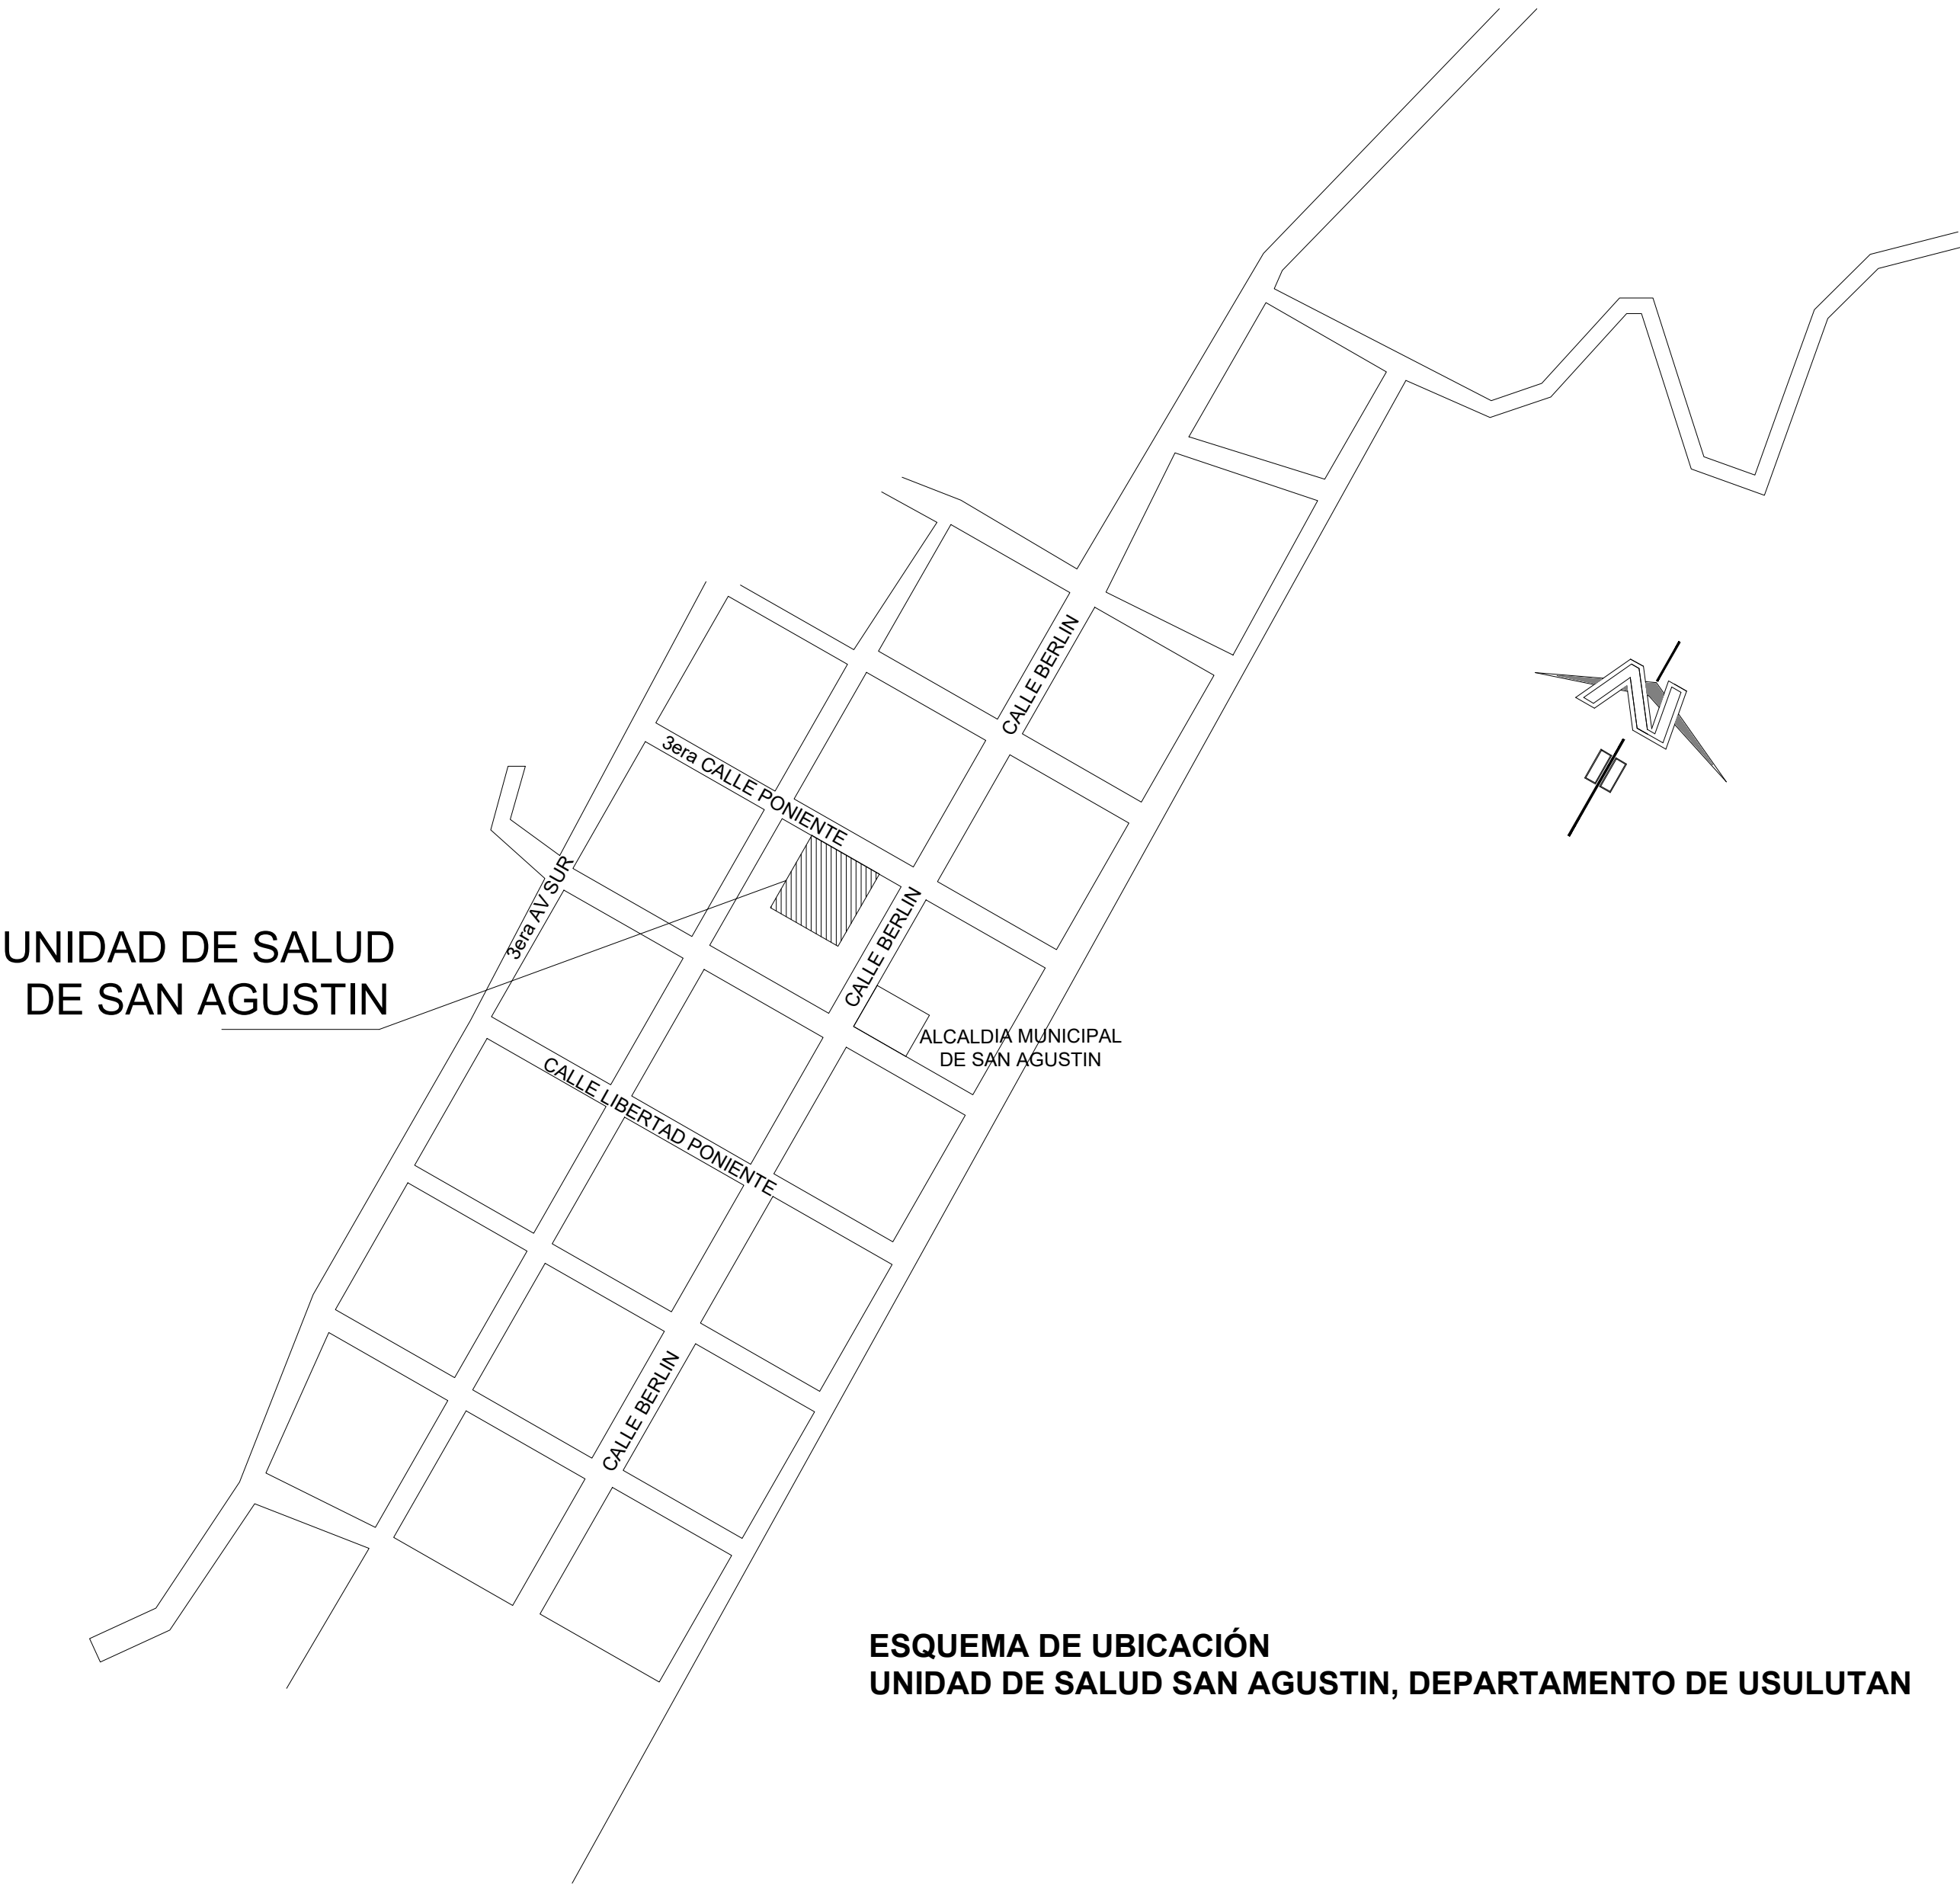 CALLE BERLIN
3era CALLE PONIENTE
3era AV SUR
CALLE BERLIN
UNIDAD DE SALUD
DE SAN AGUSTIN
ALCALDIA MUNICIPAL
DE SAN AGUSTIN
CALLE LIBERTAD PONIENTE
CALLE BERLIN
N
ESQUEMA DE UBICACIÓN
UNIDAD DE SALUD SAN AGUSTIN, DEPARTAMENTO DE USULUTAN